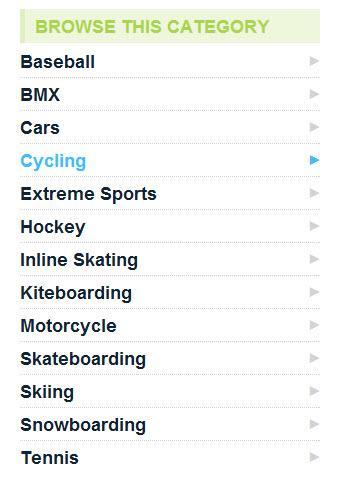 BROWSE THIS CATEGORY
Baseball
BMX
Cars
Cycling
Extreme Sports
Hockey
Inline Skating
Kiteboarding
Motorcycle
Skateboarding
Skiing
Snowboarding
Tennis